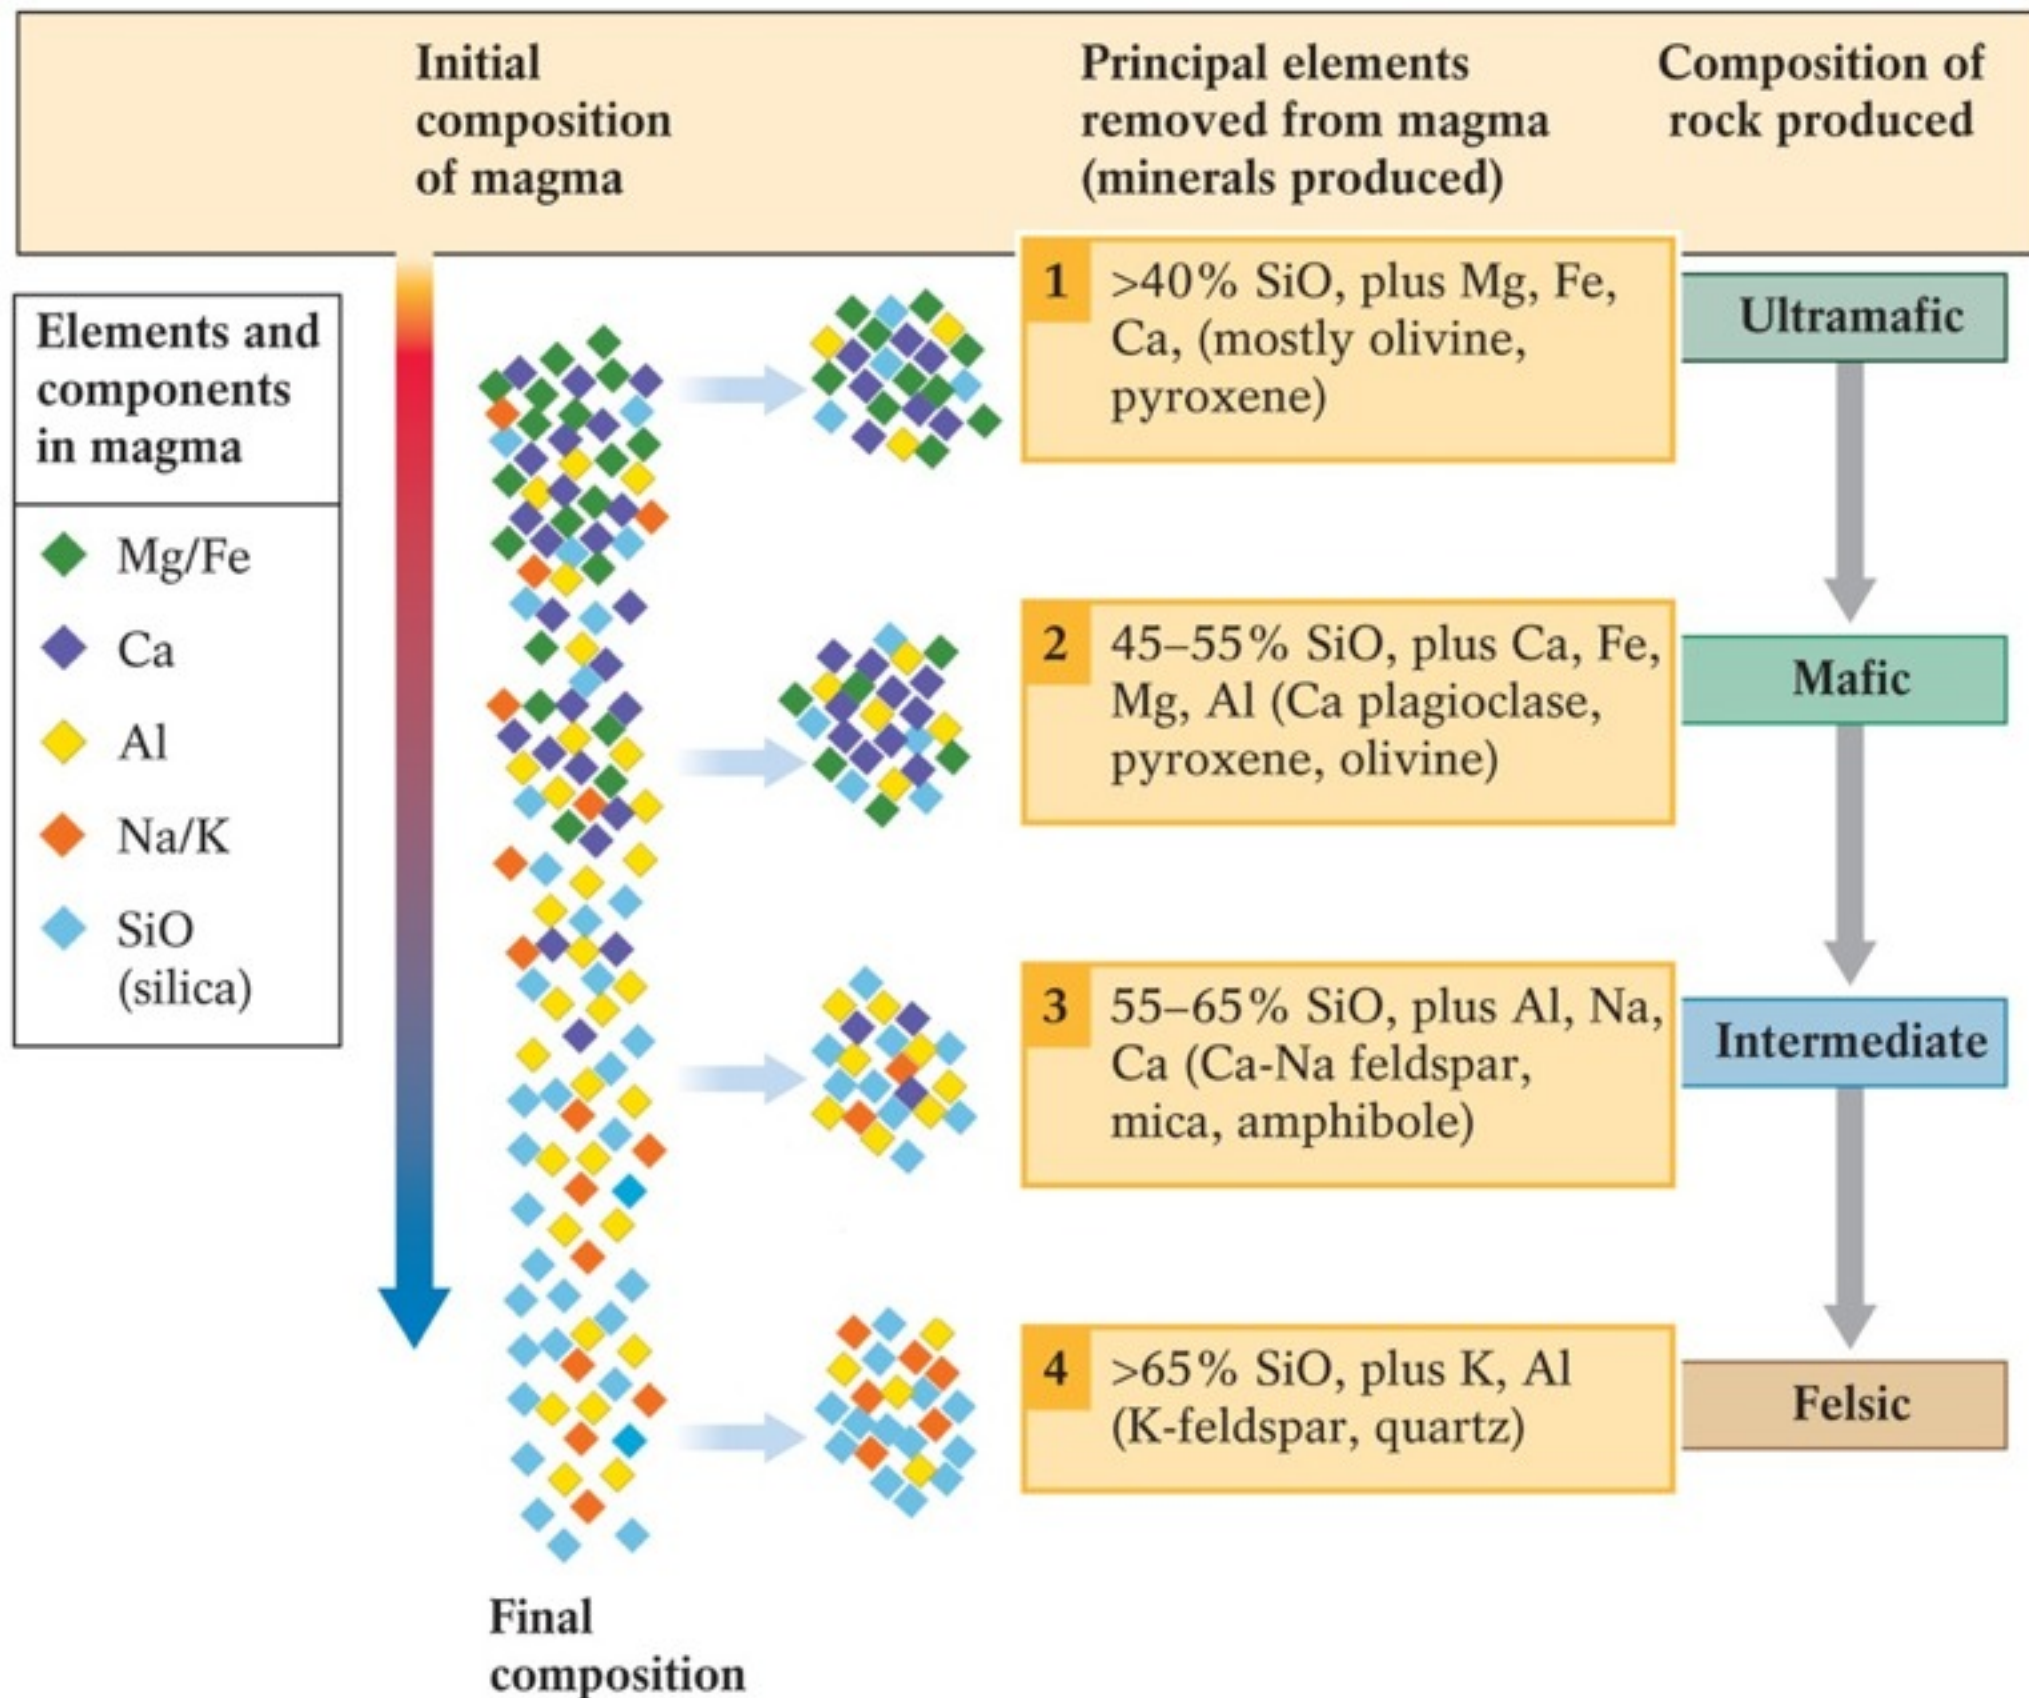 Initial
composition
of magma
Principal elements
removed from magma
(minerals produced)
Composition of
rock produced
Elements and
components
in magma
Mg/Fe
Ca
Al
Na/K
SiO
(silica)
1 >40% SiO, plus Mg, Fe,
Ca, (mostly olivine,
pyroxene)
Ultramafic
2 45–55% SiO, plus Ca, Fe,
Mg, Al (Ca plagioclase,
pyroxene, olivine)
Mafic
3 55–65% SiO, plus Al, Na,
Ca (Ca-Na feldspar,
mica, amphibole)
Intermediate
4 >65% SiO, plus K, Al
(K-feldspar, quartz)
Felsic
Final
composition